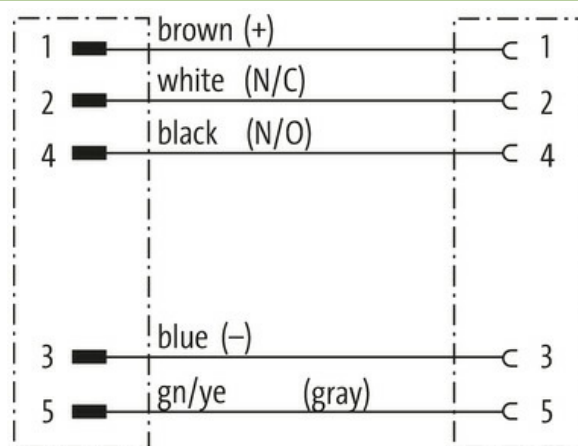 1 brown (+) 1
2 white (N/C) 2
4 black (N/O) 4
3 blue (–) 3
5 gn/ye (gray) 5